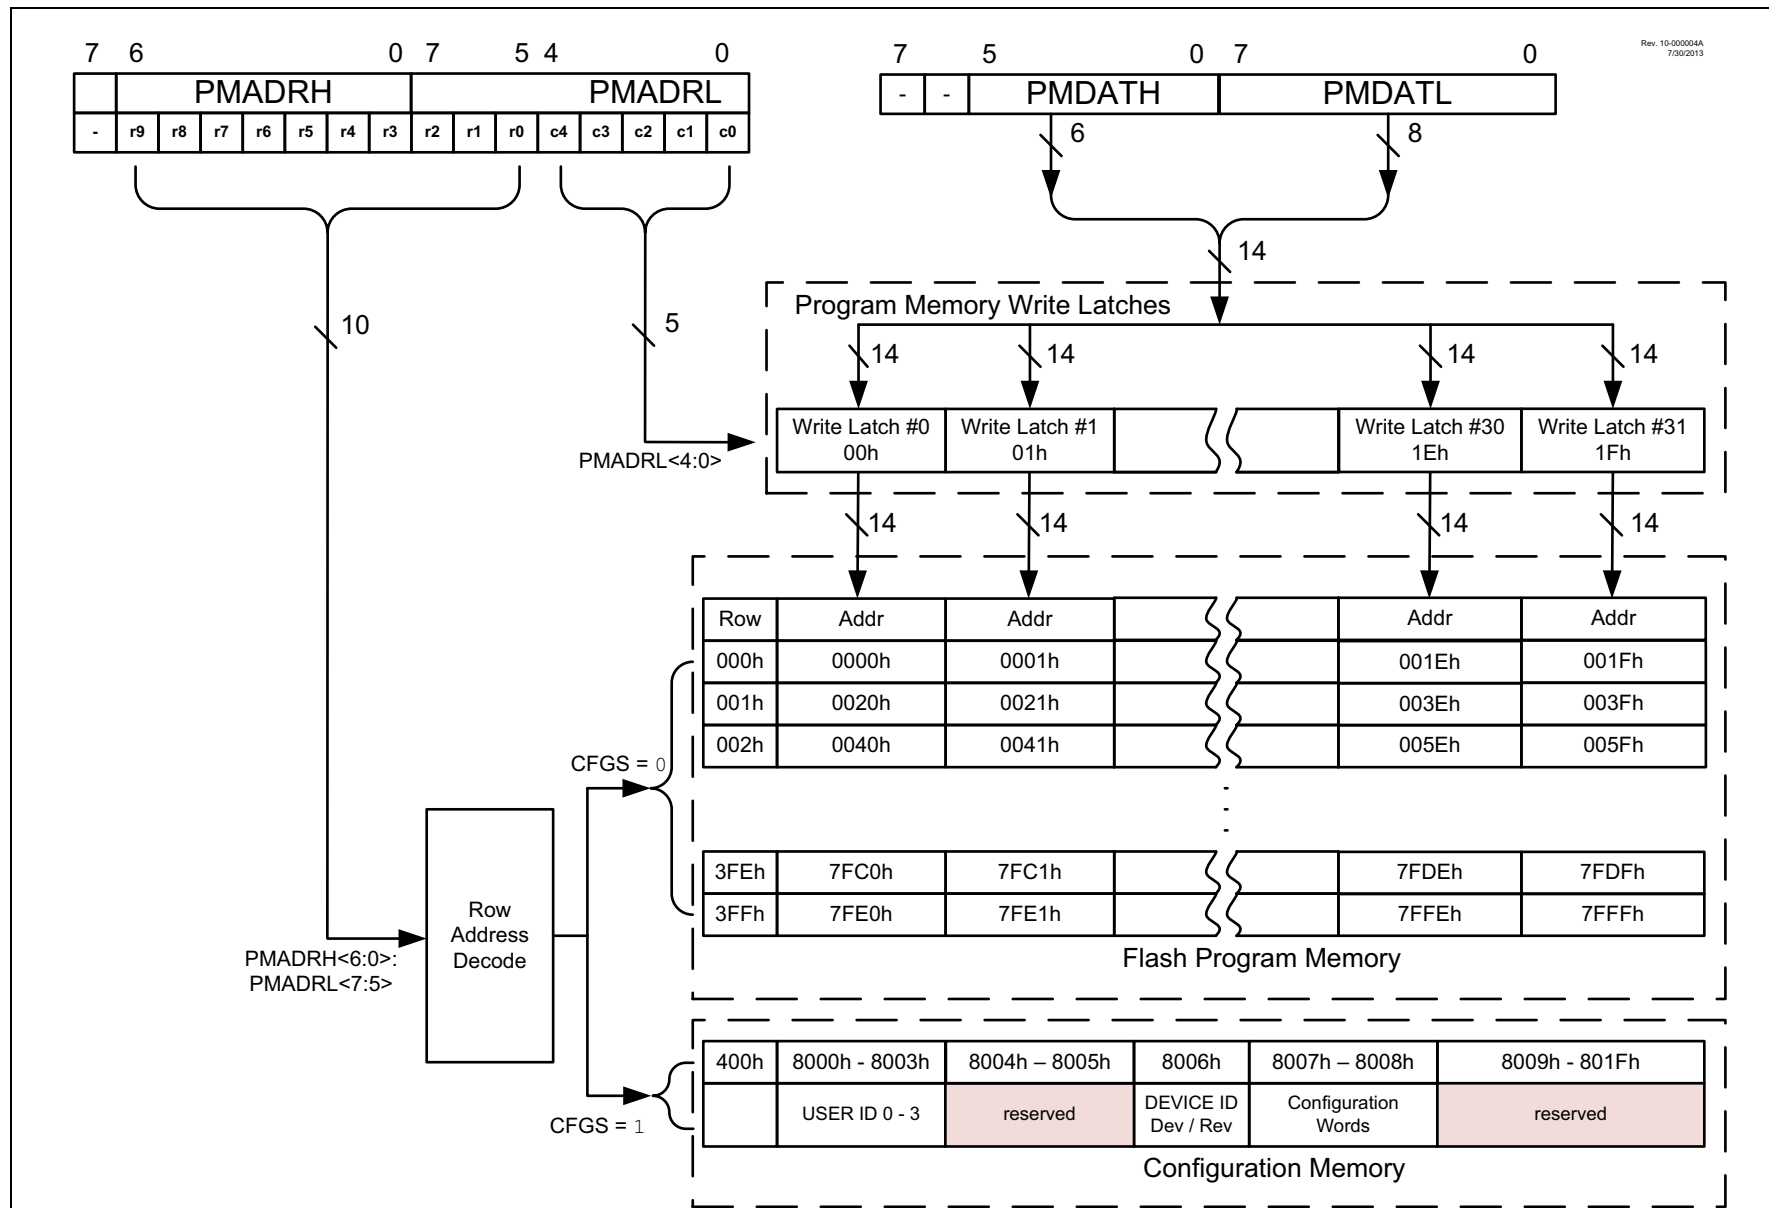 Rev. 10-000004A
7/30/2013
7 6 0 7 5 4 0
7 5 0 7 0
PMADRH PMADRL
- - PMDATH PMDATL
- r9 r8 r7 r6 r5 r4 r3 r2 r1 r0 c4 c3 c2 c1 c0
6 8
14
10
5
Program Memory Write Latches
14 14 14 14
PMADRL<4:0>
Write Latch #0 Write Latch #1 Write Latch #30 Write Latch #31
00h 01h 1Eh 1Fh
14 14 14 14
Row Addr Addr Addr Addr
000h 0000h 0001h 001Eh 001Fh
001h 0020h 0021h 003Eh 003Fh
002h 0040h 0041h 005Eh 005Fh
CFGS = 0
3FEh 7FC0h 7FC1h 7FDEh 7FDFh
3FFh 7FE0h 7FE1h 7FFEh 7FFFh
Flash Program Memory
Row
Address
Decode
PMADRH<6:0>:
PMADRL<7:5>
400h 8000h - 8003h 8004h – 8005h 8006h 8007h – 8008h 8009h - 801Fh
USER ID 0 - 3 reserved DEVICE ID Configuration reserved
Dev / Rev Words
CFGS = 1
Configuration Memory